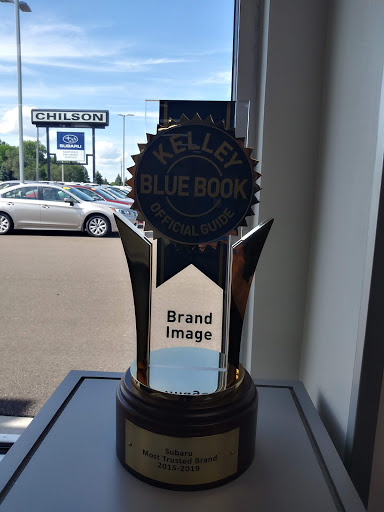 CHILSON
SUBARU
KELLEY
BLUE BOOK
OFFICIAL GUIDE
Brand
Image
Subaru
Most Trusted Brand
2015-2019